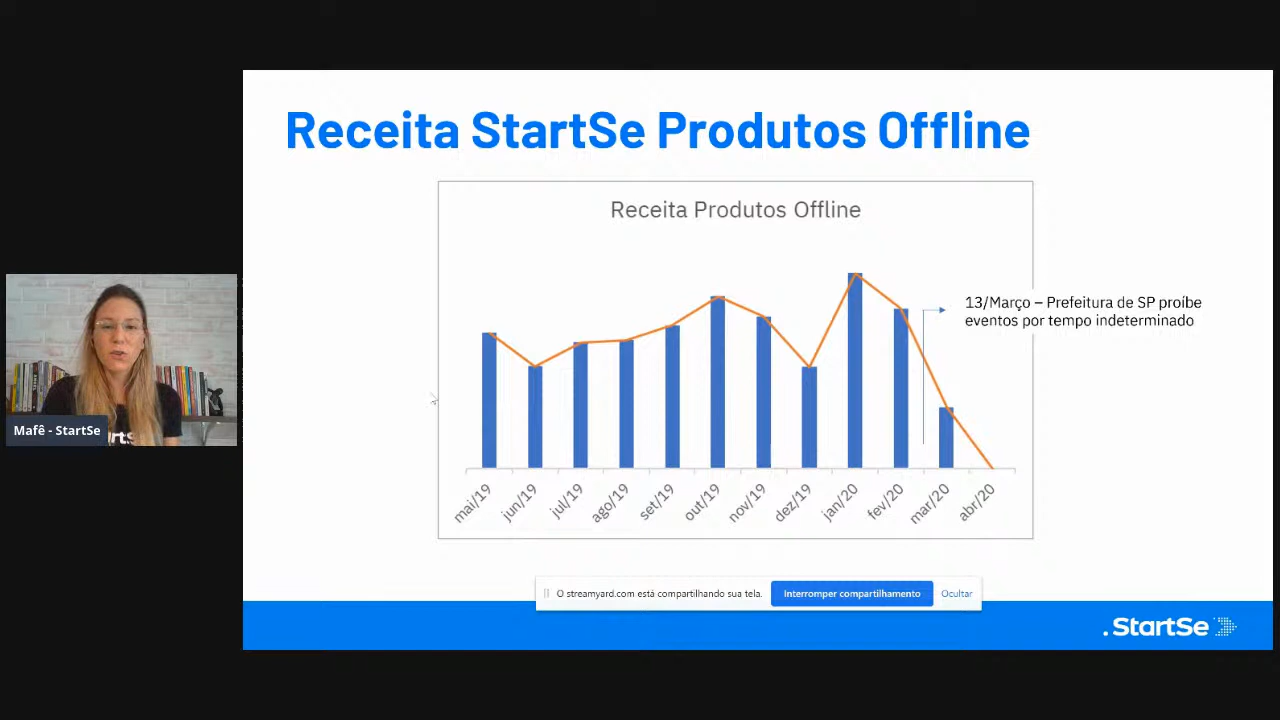 Receita StartSe Produtos Offline
Receita Produtos Offline
13/Março – Prefeitura de SP proíbe
eventos por tempo indeterminado
mai/19
jun/19
jul/19
ago/19
set/19
out/19
nov/19
dez/19
jan/20
fev/20
mar/20
abr/20
Mafê - StartSe
O streamyard.com está compartilhando sua tela.
Interromper compartilhamento
Ocultar
.StartSe